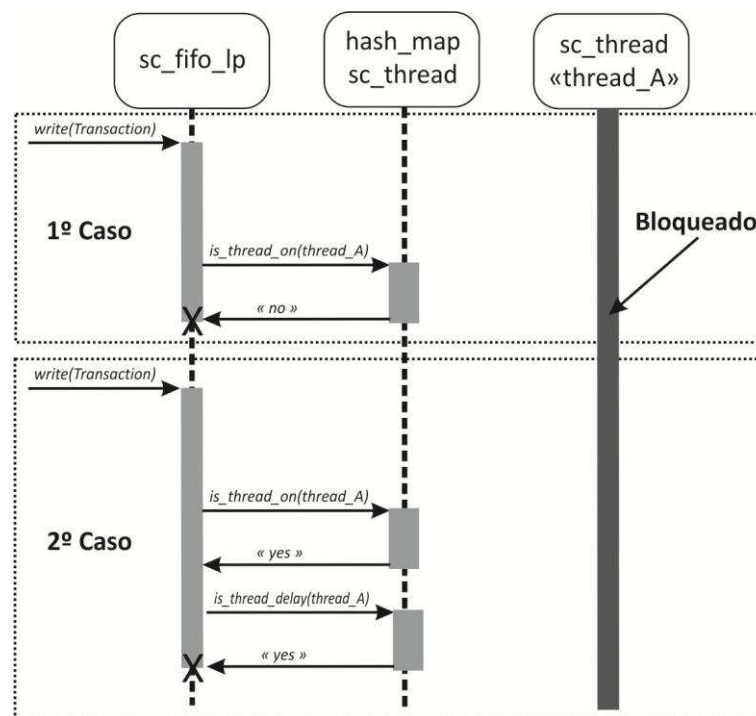 sc_fifo_lp
hash_map
sc_thread
sc_thread
«thread_A»
write(Transaction)
1º Caso
is_thread_on(thread_A)
« no »
Bloqueado
write(Transaction)
2º Caso
is_thread_on(thread_A)
« yes »
is_thread_delay(thread_A)
« yes »